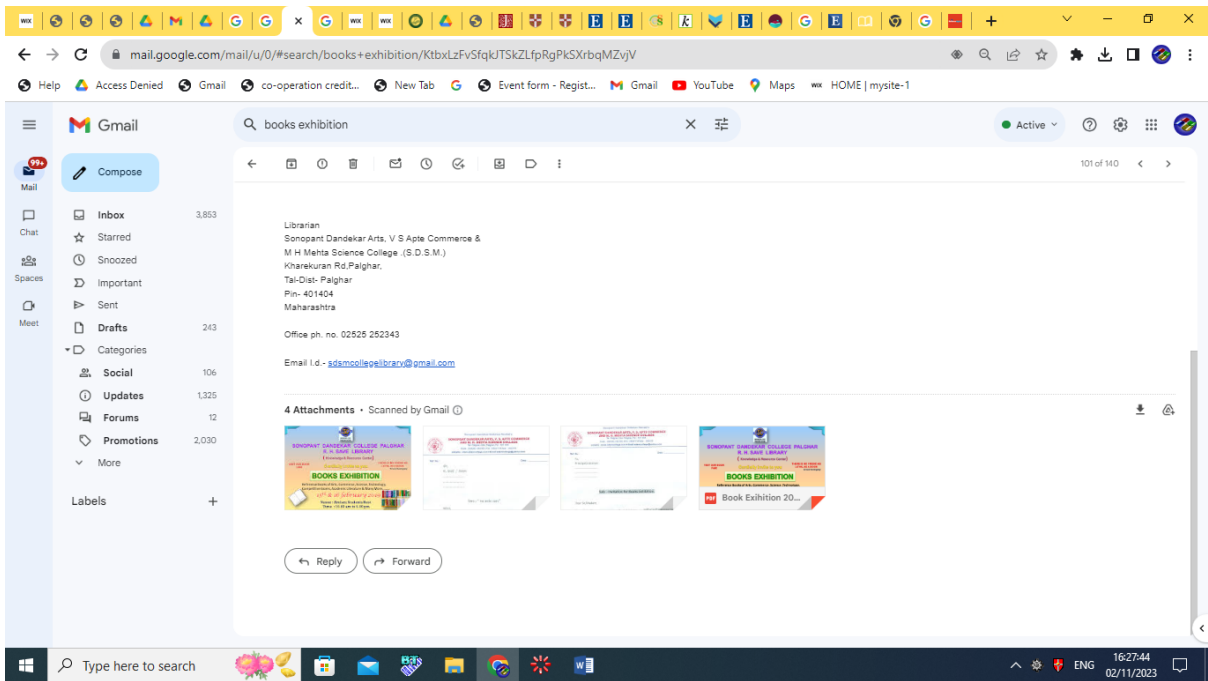 mail.google.com/mail/u/0/#search/books+exhibition/KtbxLzFvSfqkJTSkZLfpRgPkSXrbqMZvjV
Help Access Denied Gmail co-operation credit... New Tab Event form - Regist... Gmail YouTube Maps HOME | mysite-1
Gmail
books exhibition
Active
99+
Mail
Chat
Spaces
Meet
Compose
101 of 140
Inbox 3,853
Starred
Snoozed
Important
Sent
Drafts 243
Categories
Social 106
Updates 1,325
Forums 12
Promotions 2,030
More
Labels
Librarian
Sonopant Dandekar Arts, V S Apte Commerce &
M H Mehta Science College .(S.D.S.M.)
Kharekuran Rd,Palghar,
Tal-Dist- Palghar
Pin- 401404
Maharashtra
Office ph. no. 02525 252343
Email I.d.- sdsmcollegelibrary@gmail.com
4 Attachments • Scanned by Gmail
SONOPANT DANDEKAR COLLEGE PALGHAR
R. H. SAVE LIBRARY
BOOKS EXHIBITION
SONOPANT DANDEKAR COLLEGE PALGHAR
R. H. SAVE LIBRARY
BOOKS EXHIBITION
PDF Book Exihition 20...
Reply
Forward
Type here to search
ENG
16:27:44
02/11/2023